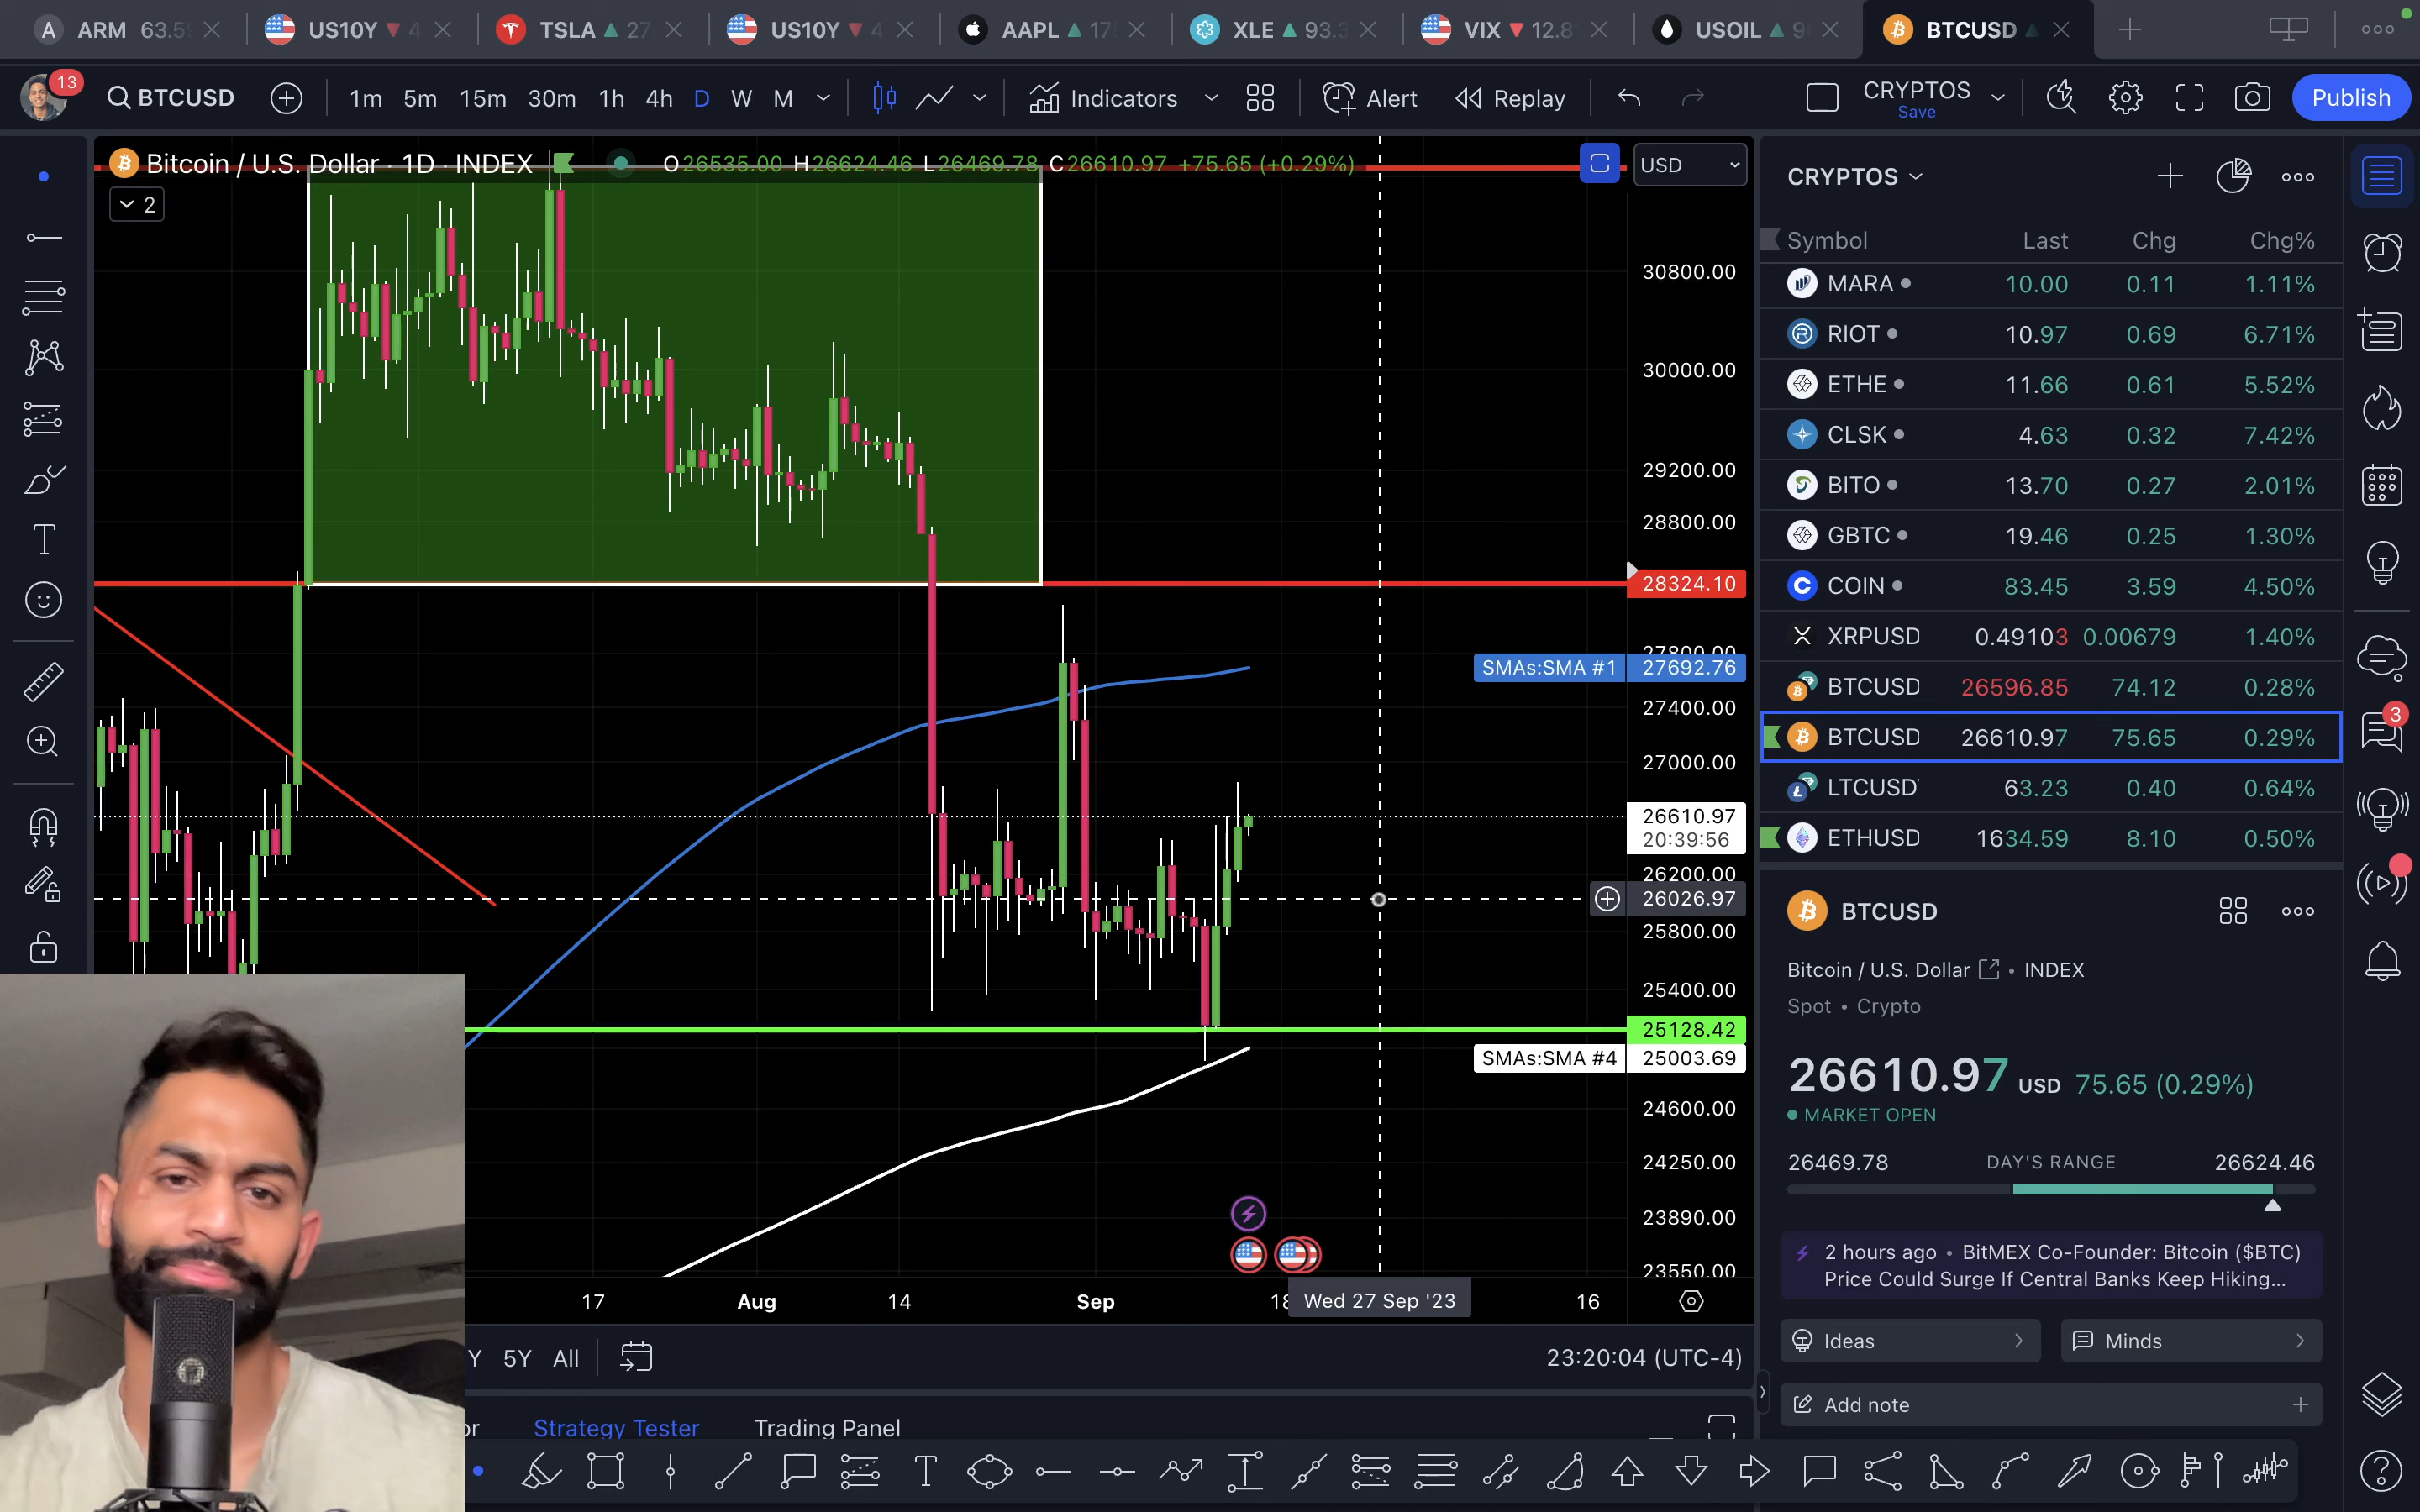 ARM 63.5
US10Y 4
TSLA 27
US10Y 4
AAPL 17
XLE 93.3
VIX 12.8
USOIL 9
BTCUSD
13
BTCUSD
1m 5m 15m 30m 1h 4h D W M
Indicators
Alert
Replay
CRYPTOS
Save
Publish
Bitcoin / U.S. Dollar · 1D · INDEX
O26535.00 H26624.46 L26469.78 C26610.97 +75.65 (+0.29%)
2
USD
30800.00
30000.00
29200.00
28800.00
28324.10
27800.00
SMAs:SMA #1 27692.76
27400.00
27000.00
26610.97
20:39:56
26200.00
26026.97
25800.00
25400.00
25128.42
SMAs:SMA #4 25003.69
24600.00
24250.00
23890.00
23550.00
17 Aug 14 Sep 18 Wed 27 Sep '23 16
Y 5Y All
23:20:04 (UTC-4)
or Strategy Tester Trading Panel
CRYPTOS
Symbol Last Chg Chg%
MARA 10.00 0.11 1.11%
RIOT 10.97 0.69 6.71%
ETHE 11.66 0.61 5.52%
CLSK 4.63 0.32 7.42%
BITO 13.70 0.27 2.01%
GBTC 19.46 0.25 1.30%
COIN 83.45 3.59 4.50%
XRPUSD 0.49103 0.00679 1.40%
BTCUSD 26596.85 74.12 0.28%
BTCUSD 26610.97 75.65 0.29%
LTCUSD 63.23 0.40 0.64%
ETHUSD 1634.59 8.10 0.50%
3
BTCUSD
Bitcoin / U.S. Dollar • INDEX
Spot • Crypto
26610.97 USD 75.65 (0.29%)
MARKET OPEN
26469.78 DAY'S RANGE 26624.46
2 hours ago • BitMEX Co-Founder: Bitcoin ($BTC)
Price Could Surge If Central Banks Keep Hiking...
Ideas
Minds
Add note